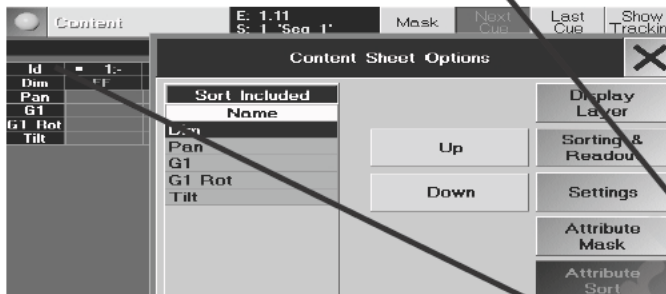 Content
E: 1.11
S: 1 'Seq 1'
Mask
Next
Cue
Last
Cue
Show
Trackin
Content Sheet Options
Id 1:-
Dim FF
Pan
G1
G1 Rot
Tilt
Sort Included
Name
Dim
Pan
G1
G1 Rot
Tilt
Up
Down
Display
Layer
Sorting &
Readout
Settings
Attribute
Mask
Attribute
Sort